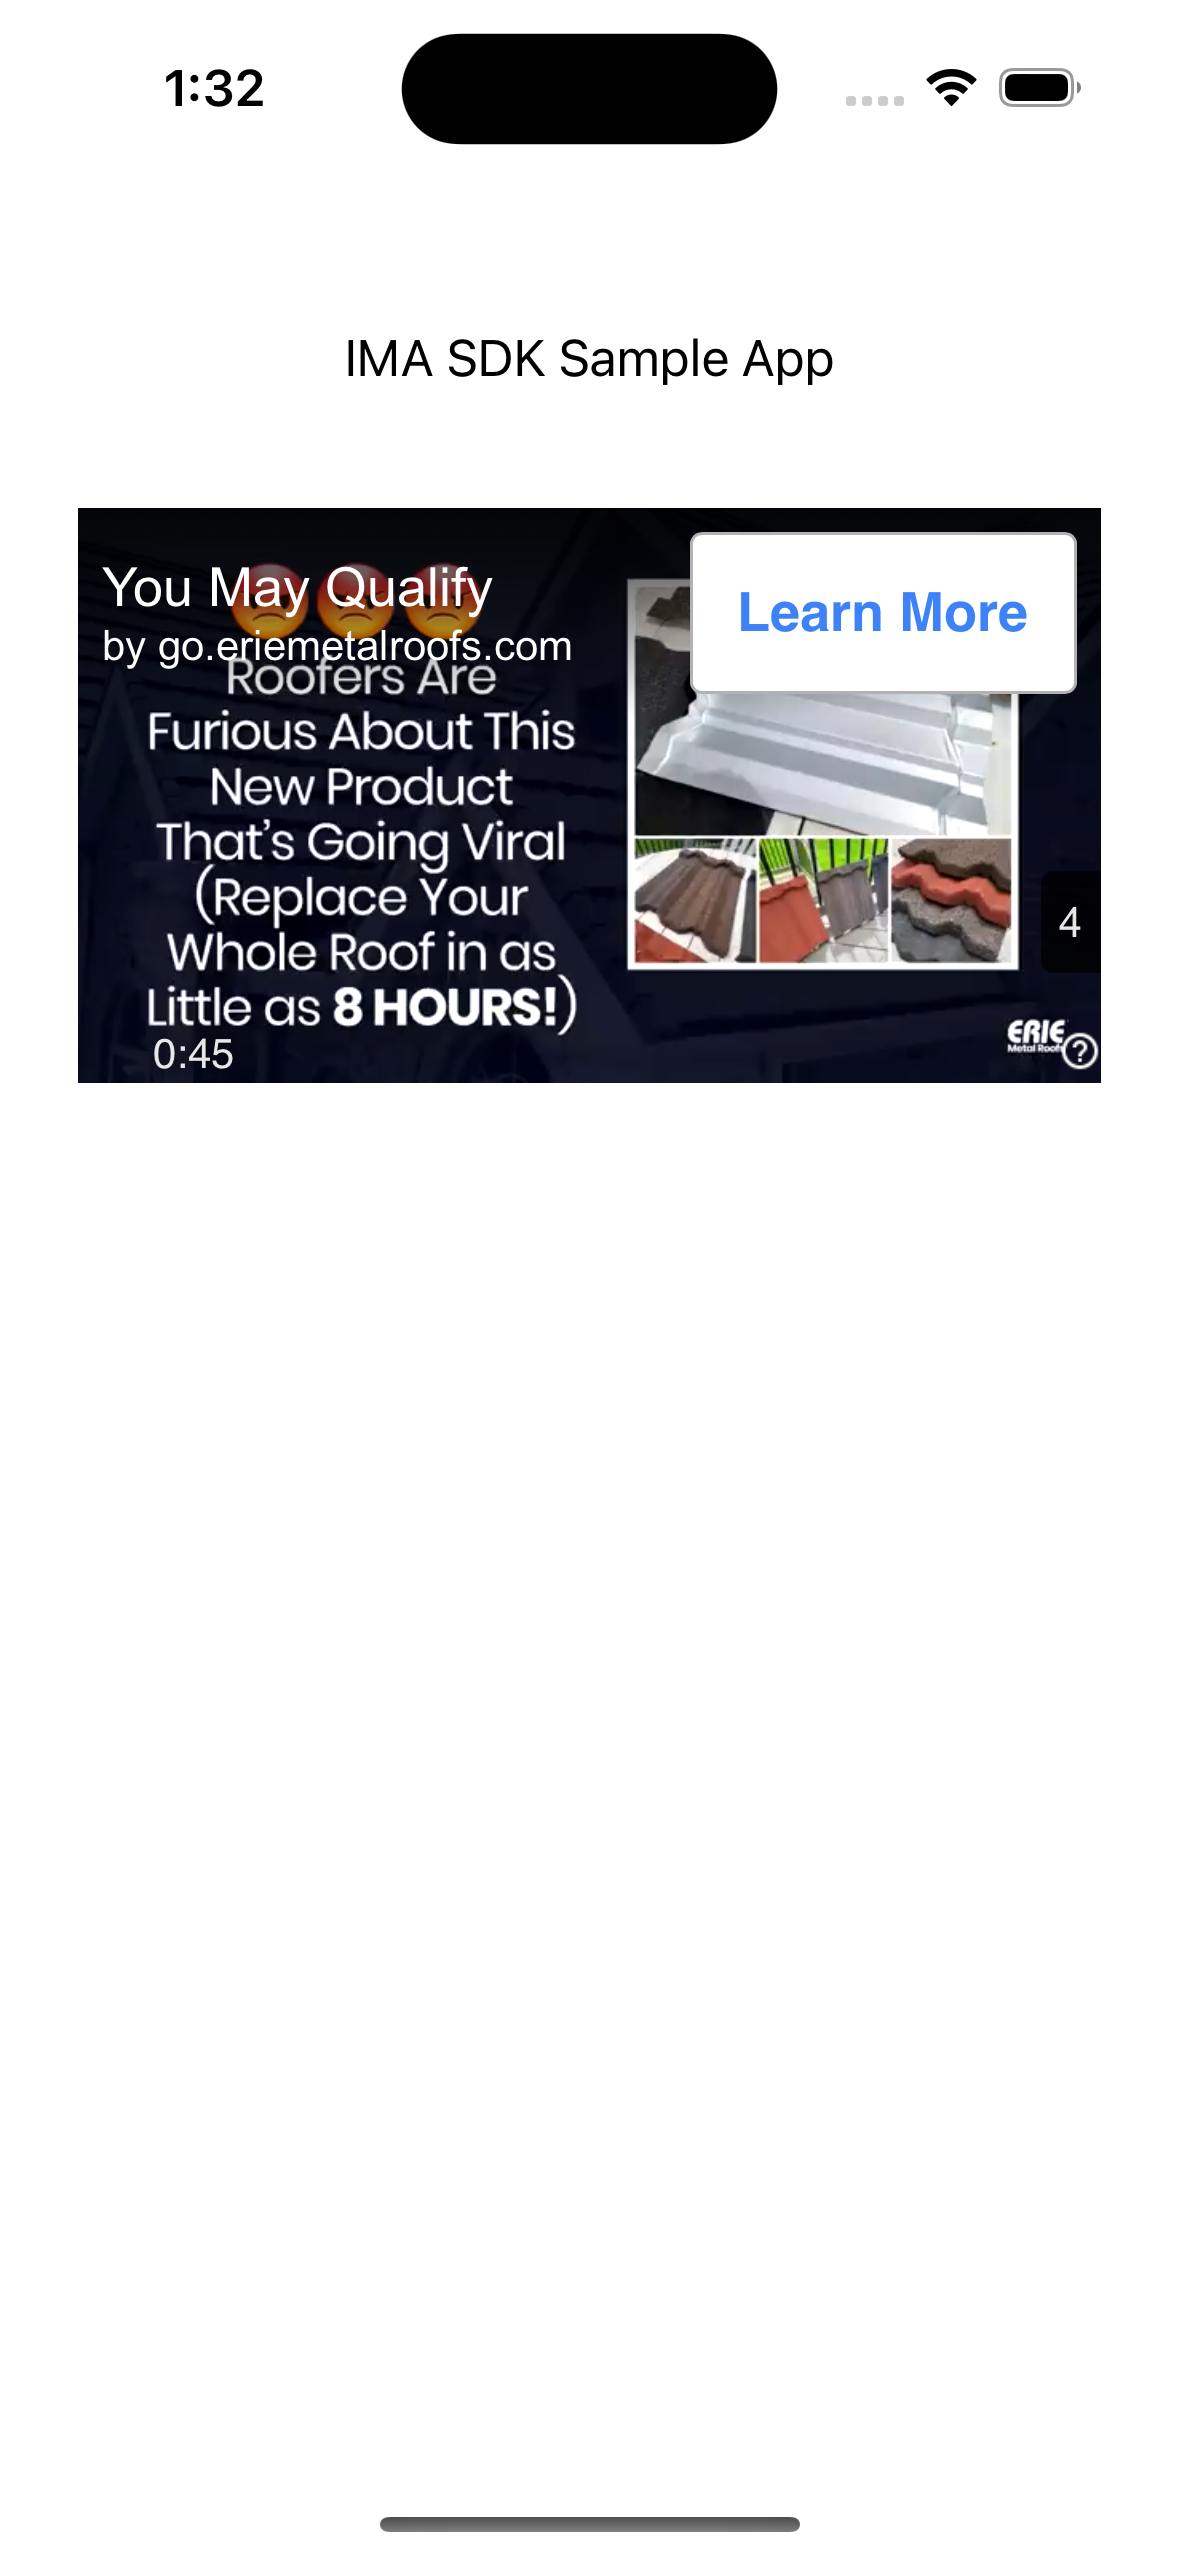 1:32
IMA SDK Sample App
You May Qualify
by go.eriemetalroofs.com
Learn More
Roofers Are
Furious About This
New Product
That's Going Viral
(Replace Your
Whole Roof in as
Little as 8 HOURS!)
4
0:45
ERIE
Metal Roofs
?